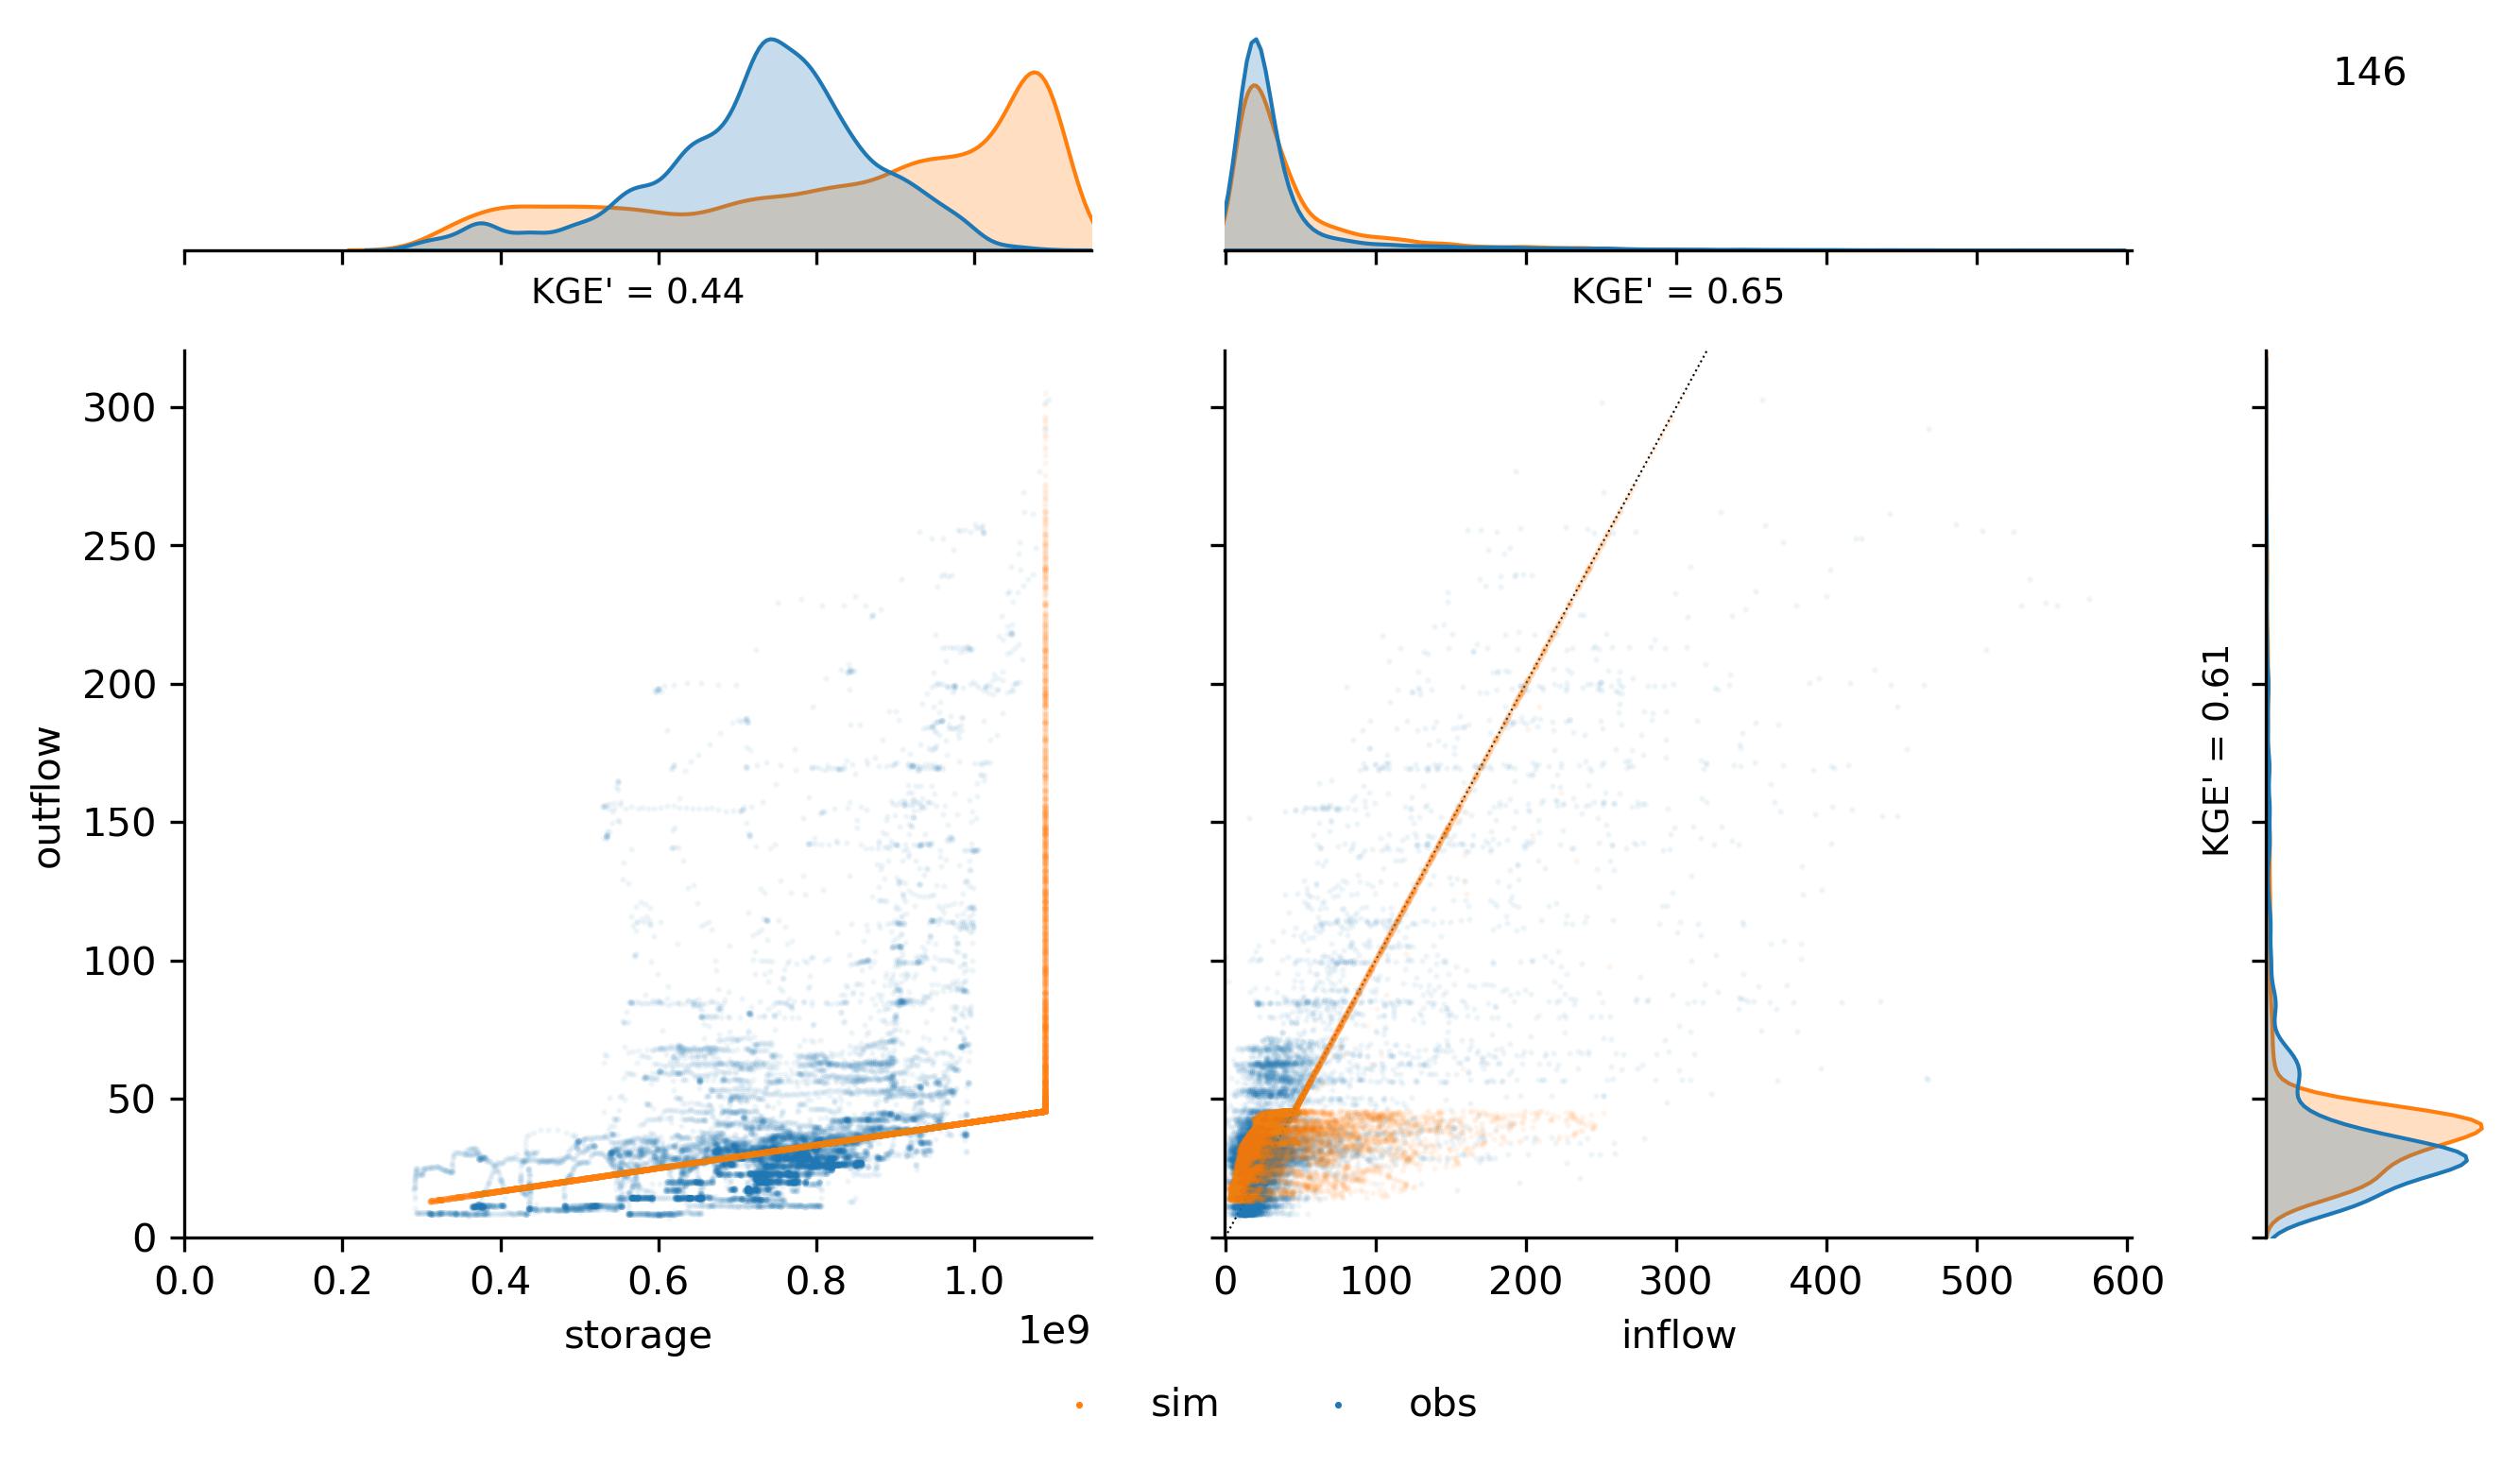 146
KGE' = 0.44
KGE' = 0.65
300
250
200
150
100
50
0
outflow
KGE' = 0.61
0.0 0.2 0.4 0.6 0.8 1.0
0 100 200 300 400 500 600
1e9
storage
inflow
sim obs